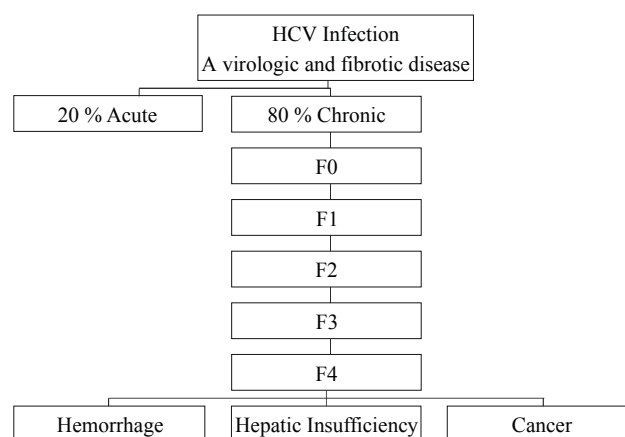 HCV Infection
A virologic and fibrotic disease
20 % Acute
80 % Chronic
F0
F1
F2
F3
F4
Hemorrhage
Hepatic Insufficiency
Cancer